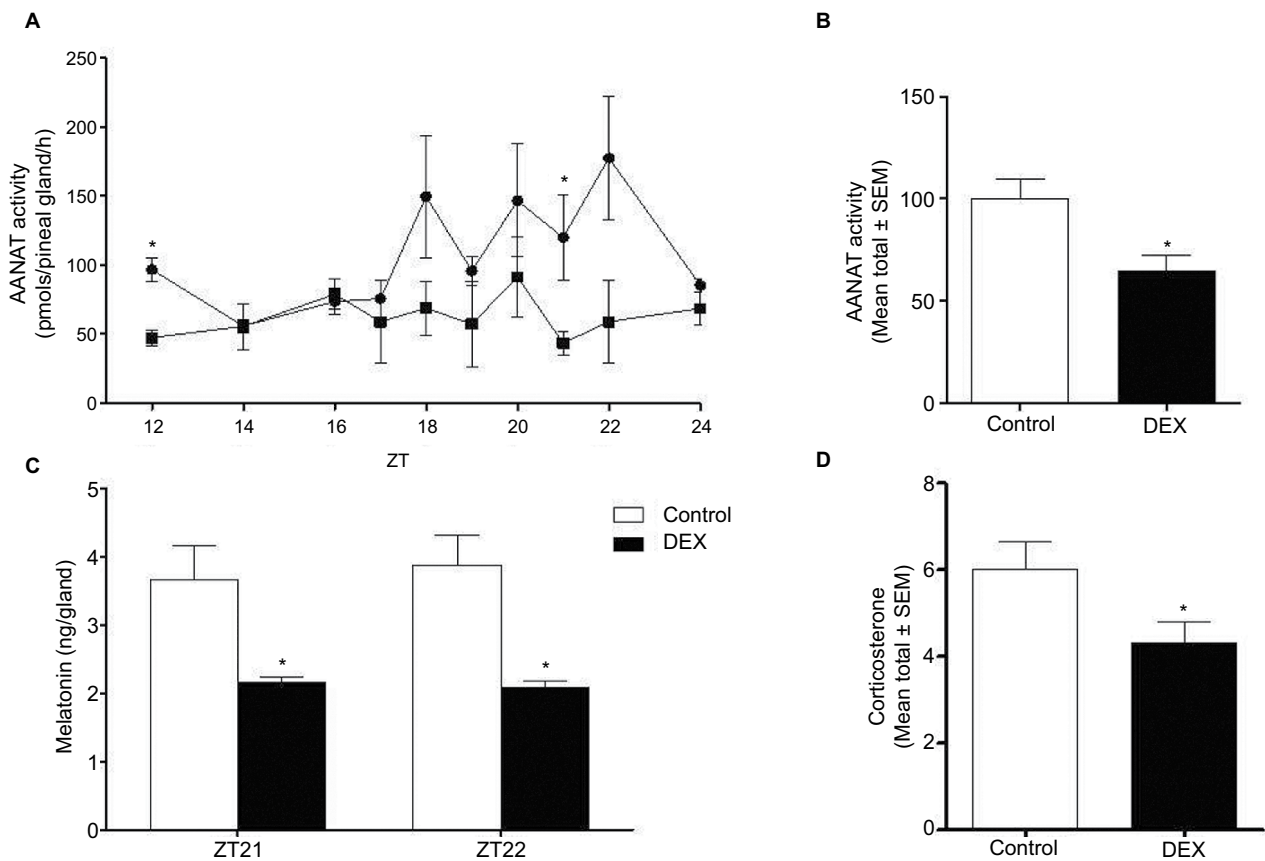 A
AANAT activity
(pmols/pineal gland/h)
250
200
150
100
50
0
*
*
12 14 16 18 20 22 24
ZT
B
AANAT activity
(Mean total ± SEM)
150
100
50
0
*
Control DEX
C
Melatonin (ng/gland)
5
4
3
2
1
0
*
*
ZT21 ZT22
Control
DEX
D
Corticosterone
(Mean total ± SEM)
8
6
4
2
0
*
Control DEX